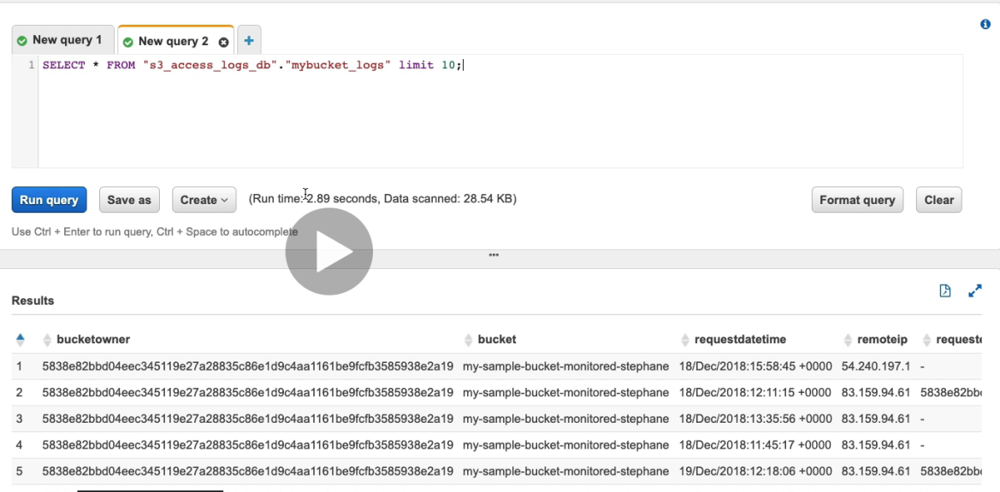 New query 1 New query 2 +
1 SELECT * FROM "s3_access_logs_db"."mybucket_logs" limit 10;
Run query Save as Create (Run time: 2.89 seconds, Data scanned: 28.54 KB) Format query Clear
Use Ctrl + Enter to run query, Ctrl + Space to autocomplete
Results
bucketowner bucket requestdatetime remoteip requeste
1 5838e82bbd04eec345119e27a28835c86e1d9c4aa1161be9fcfb3585938e2a19 my-sample-bucket-monitored-stephane 18/Dec/2018:15:58:45 +0000 54.240.197.1 -
2 5838e82bbd04eec345119e27a28835c86e1d9c4aa1161be9fcfb3585938e2a19 my-sample-bucket-monitored-stephane 18/Dec/2018:12:11:15 +0000 83.159.94.61 5838e82bb
3 5838e82bbd04eec345119e27a28835c86e1d9c4aa1161be9fcfb3585938e2a19 my-sample-bucket-monitored-stephane 18/Dec/2018:13:35:56 +0000 83.159.94.61 -
4 5838e82bbd04eec345119e27a28835c86e1d9c4aa1161be9fcfb3585938e2a19 my-sample-bucket-monitored-stephane 18/Dec/2018:11:45:17 +0000 83.159.94.61 -
5 5838e82bbd04eec345119e27a28835c86e1d9c4aa1161be9fcfb3585938e2a19 my-sample-bucket-monitored-stephane 19/Dec/2018:12:18:06 +0000 83.159.94.61 5838e82bb